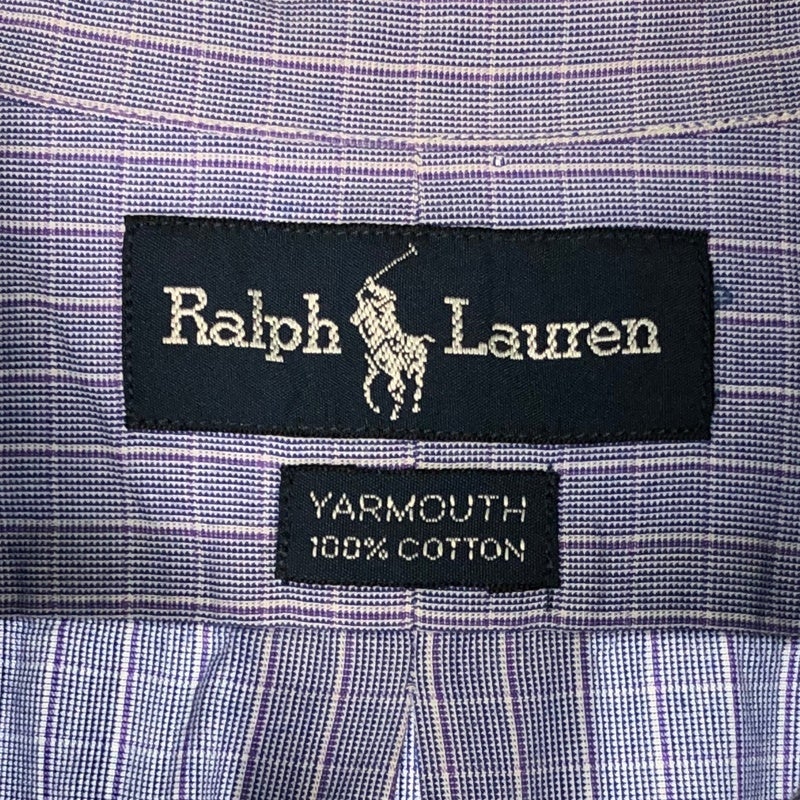 Ralph Lauren
YARMOUTH
100% COTTON